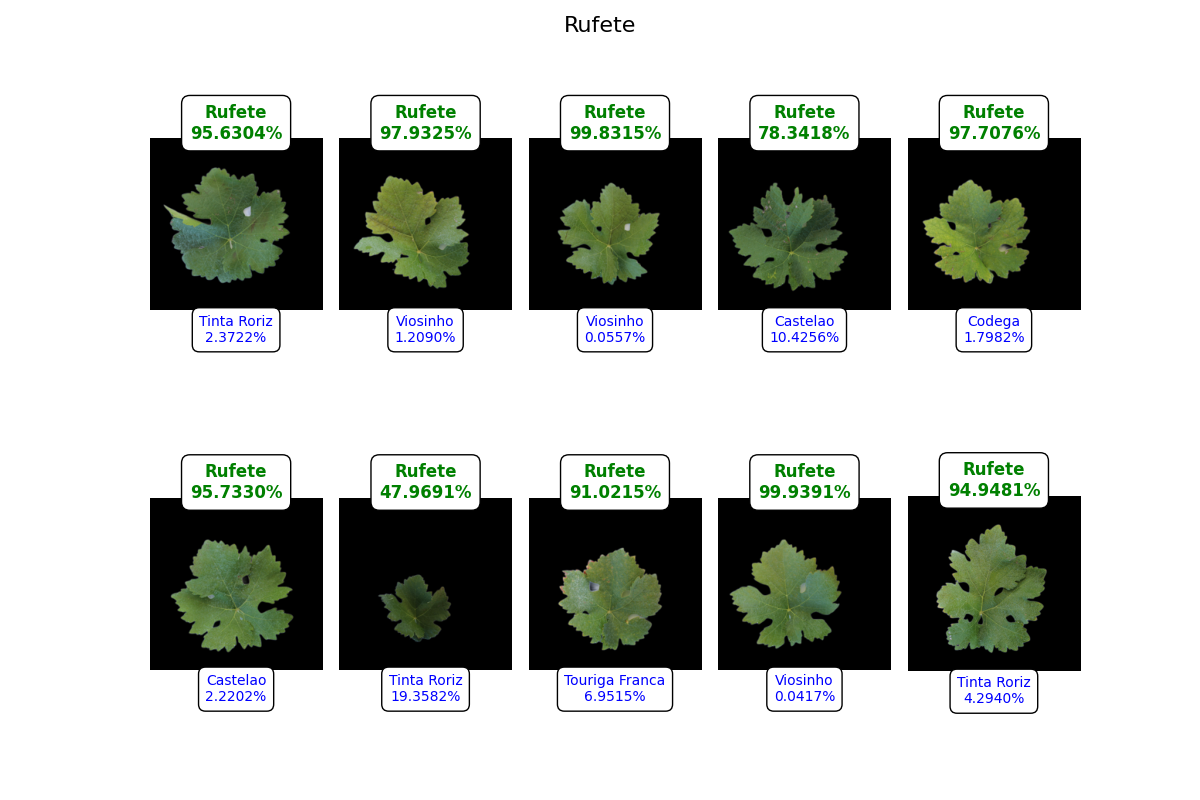 Rufete
Rufete
95.6304%
Rufete
97.9325%
Rufete
99.8315%
Rufete
78.3418%
Rufete
97.7076%
Tinta Roriz
2.3722%
Viosinho
1.2090%
Viosinho
0.0557%
Castelao
10.4256%
Codega
1.7982%
Rufete
95.7330%
Rufete
47.9691%
Rufete
91.0215%
Rufete
99.9391%
Rufete
94.9481%
Castelao
2.2202%
Tinta Roriz
19.3582%
Touriga Franca
6.9515%
Viosinho
0.0417%
Tinta Roriz
4.2940%